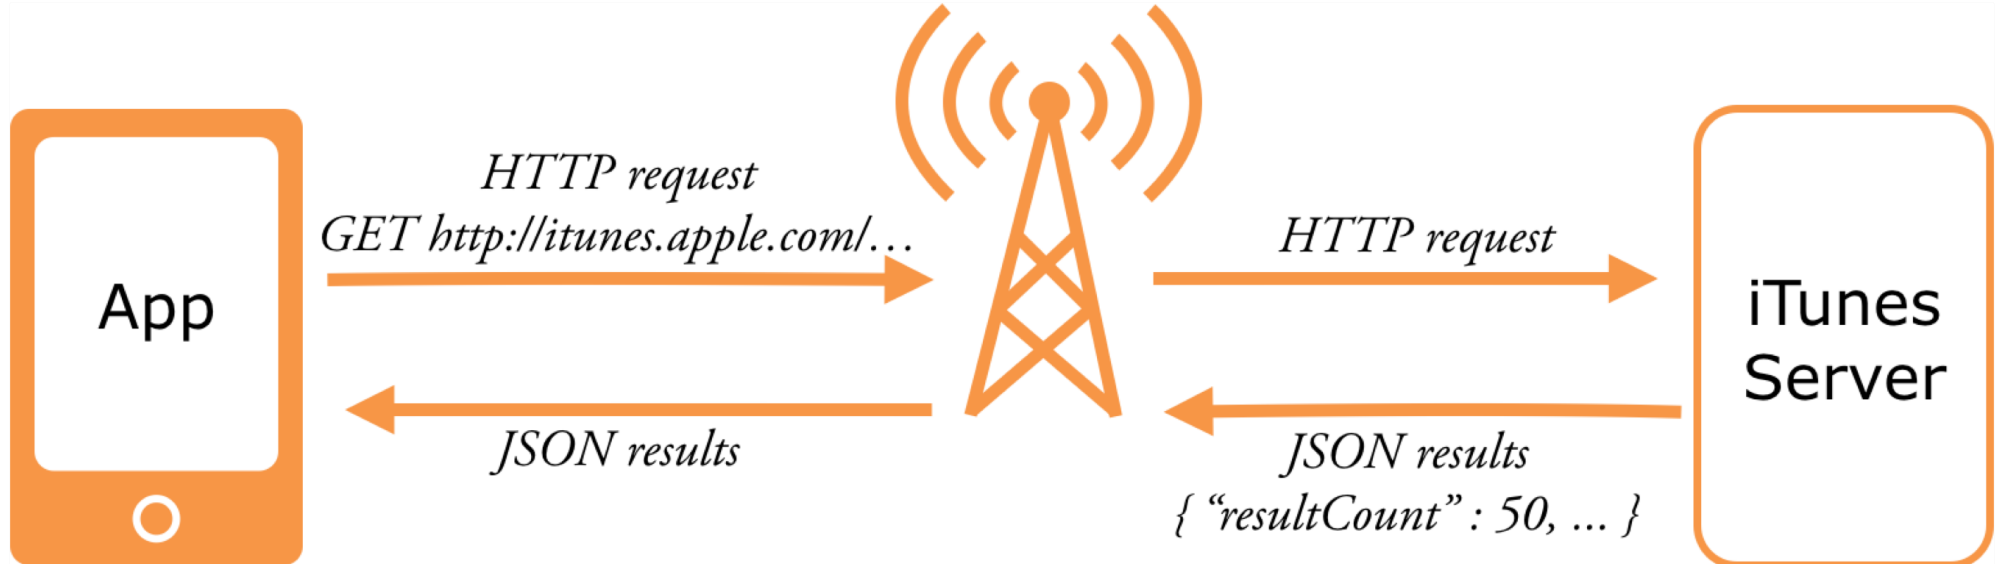 App
HTTP request
GET http://itunes.apple.com/…
JSON results
HTTP request
JSON results
{ “resultCount” : 50, ... }
iTunes
Server